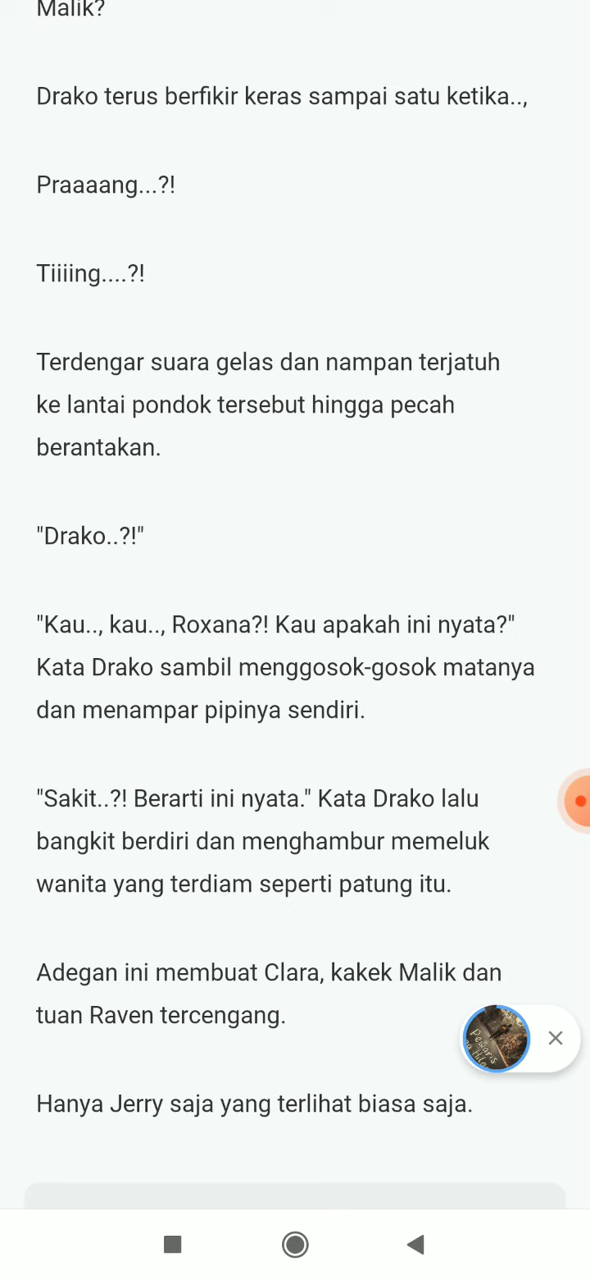 Malik?
Drako terus berfikir keras sampai satu ketika..,
Praaaang...?!
Tiiiing....?!
Terdengar suara gelas dan nampan terjatuh
ke lantai pondok tersebut hingga pecah
berantakan.
"Drako..?!"
"Kau.., kau.., Roxana?! Kau apakah ini nyata?"
Kata Drako sambil menggosok-gosok matanya
dan menampar pipinya sendiri.
"Sakit..?! Berarti ini nyata." Kata Drako lalu
bangkit berdiri dan menghambur memeluk
wanita yang terdiam seperti patung itu.
Adegan ini membuat Clara, kakek Malik dan
tuan Raven tercengang.
Pewaris
Hanya Jerry saja yang terlihat biasa saja.